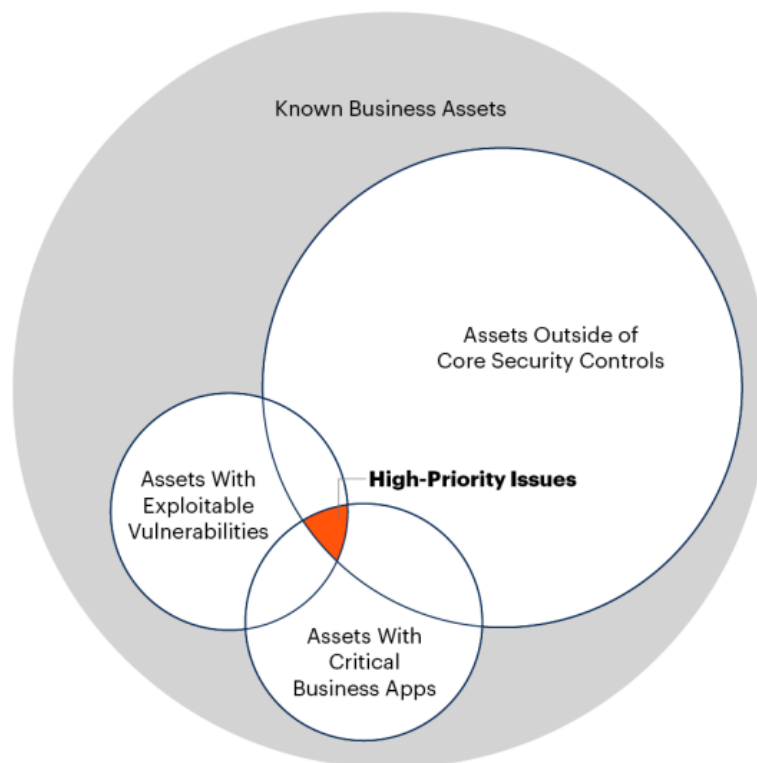 Known Business Assets
Assets Outside of
Core Security Controls
Assets With
Exploitable
Vulnerabilities
High-Priority Issues
Assets With
Critical
Business Apps